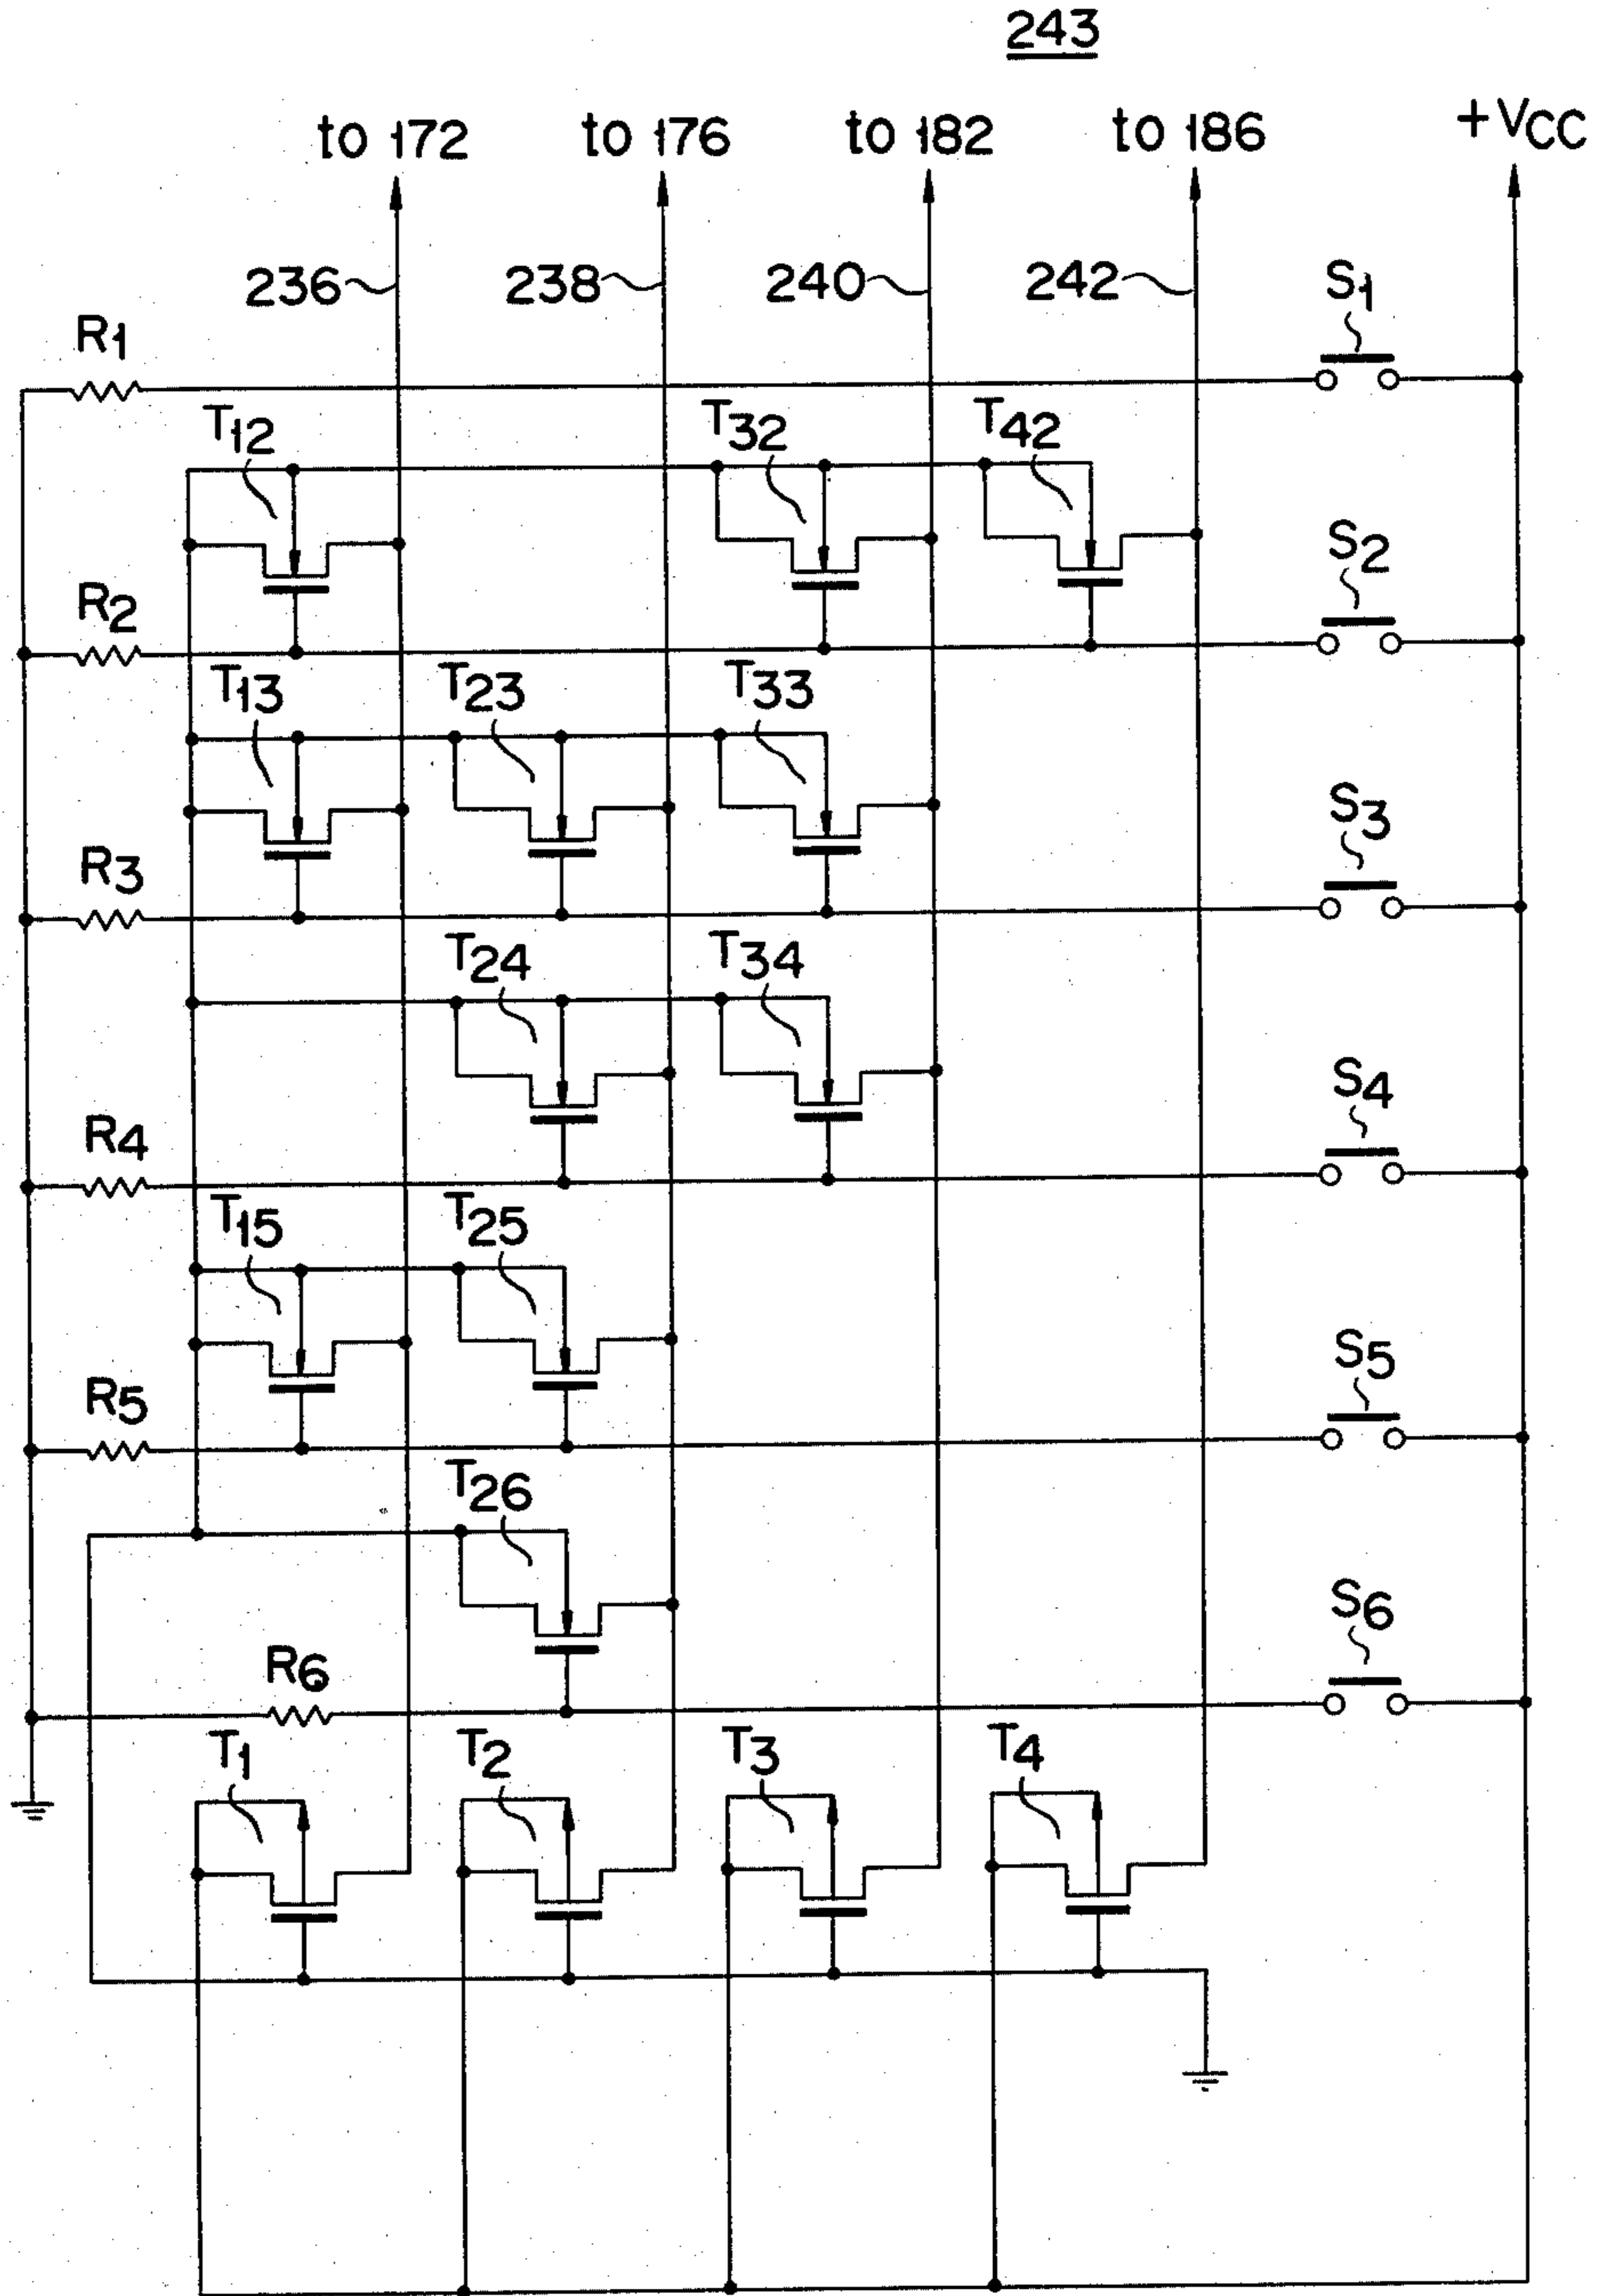 243
to 172 to 176 to 182 to 186 +VCC
236 238 240 242 S1
R1
T12 T32 T42
S2
R2
T13 T23 T33
S3
R3
T24 T34
S4
R4
T15 T25
S5
R5
T26
S6
R6
T1 T2 T3 T4